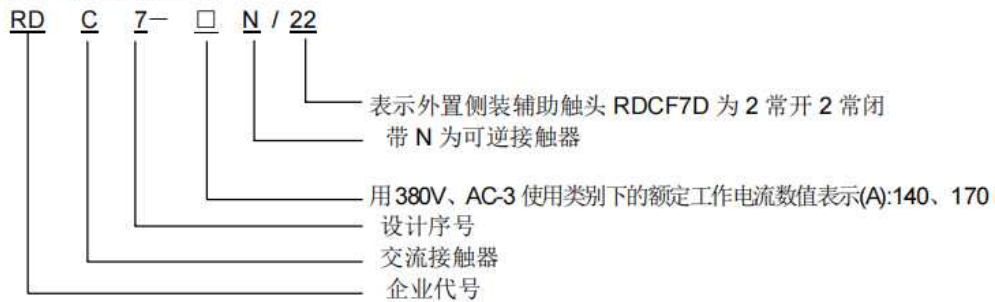 RD C 7－ □ N / 22
表示外置侧装辅助触头 RDCF7D 为 2 常开 2 常闭
带 N 为可逆接触器
用 380V、AC-3 使用类别下的额定工作电流数值表示(A):140、170
设计序号
交流接触器
企业代号